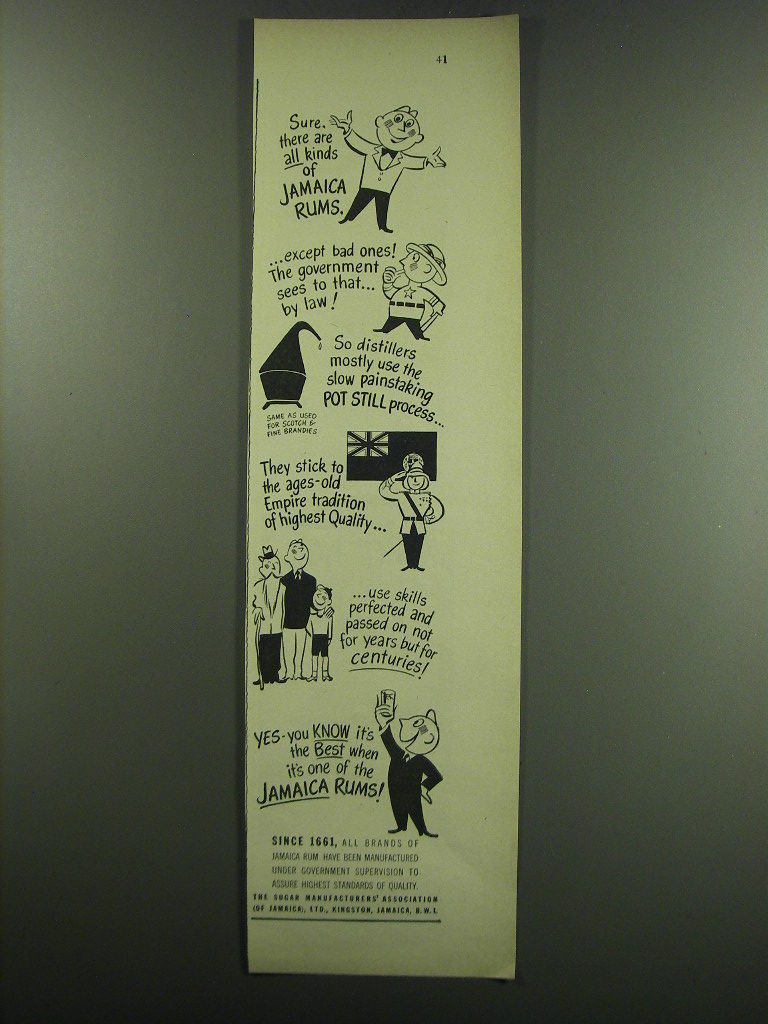 41
Sure,
there are
all kinds
of
JAMAICA
RUMS.
...except bad ones!
The government
sees to that...
by law!
So distillers
mostly use the
slow painstaking
POT STILL process...
SAME AS USED
FOR SCOTCH &
FINE BRANDIES
They stick to
the ages-old
Empire tradition
of highest Quality...
...use skills
perfected and
passed on not
for years but for
centuries!
YES-you KNOW it's
the Best when
it's one of the
JAMAICA RUMS!
SINCE 1661, ALL BRANDS OF
JAMAICA RUM HAVE BEEN MANUFACTURED
UNDER GOVERNMENT SUPERVISION TO
ASSURE HIGHEST STANDARDS OF QUALITY.
THE SUGAR MANUFACTURERS' ASSOCIATION
(OF JAMAICA), LTD., KINGSTON, JAMAICA, B.W.I.